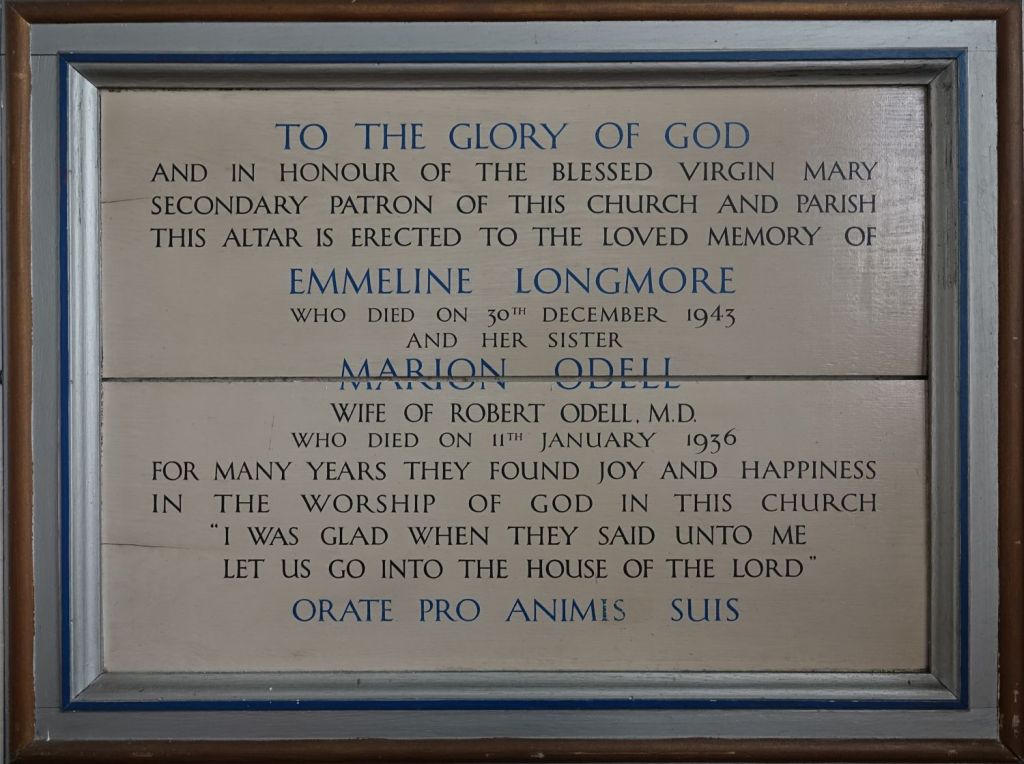 TO THE GLORY OF GOD
AND IN HONOUR OF THE BLESSED VIRGIN MARY
SECONDARY PATRON OF THIS CHURCH AND PARISH
THIS ALTAR IS ERECTED TO THE LOVED MEMORY OF
EMMELINE LONGMORE
WHO DIED ON 30TH DECEMBER 1943
AND HER SISTER
MARION ODELL
WIFE OF ROBERT ODELL, M.D.
WHO DIED ON 11TH JANUARY 1936
FOR MANY YEARS THEY FOUND JOY AND HAPPINESS
IN THE WORSHIP OF GOD IN THIS CHURCH
“I WAS GLAD WHEN THEY SAID UNTO ME
LET US GO INTO THE HOUSE OF THE LORD”
ORATE PRO ANIMIS SUIS